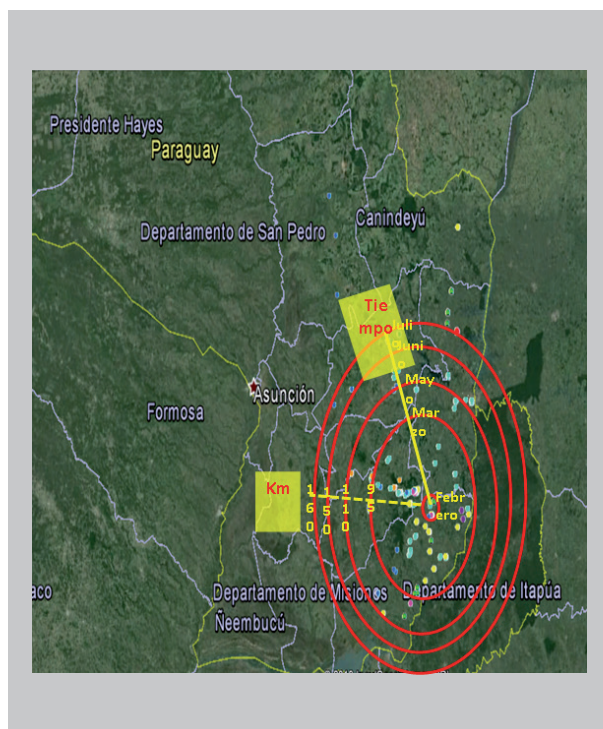 Presidente Hayes
Paraguay
Canindeyú
Departamento de San Pedro
Tie
mpo
Juli
o
Juni
o
Asunción
May
o
Formosa
Mar
zo
Km
1
6
0
1
5
0
1
1
0
9
5
Febr
ero
aco
Departamento de Misiones
Departamento de Itapúa
Ñeembucú